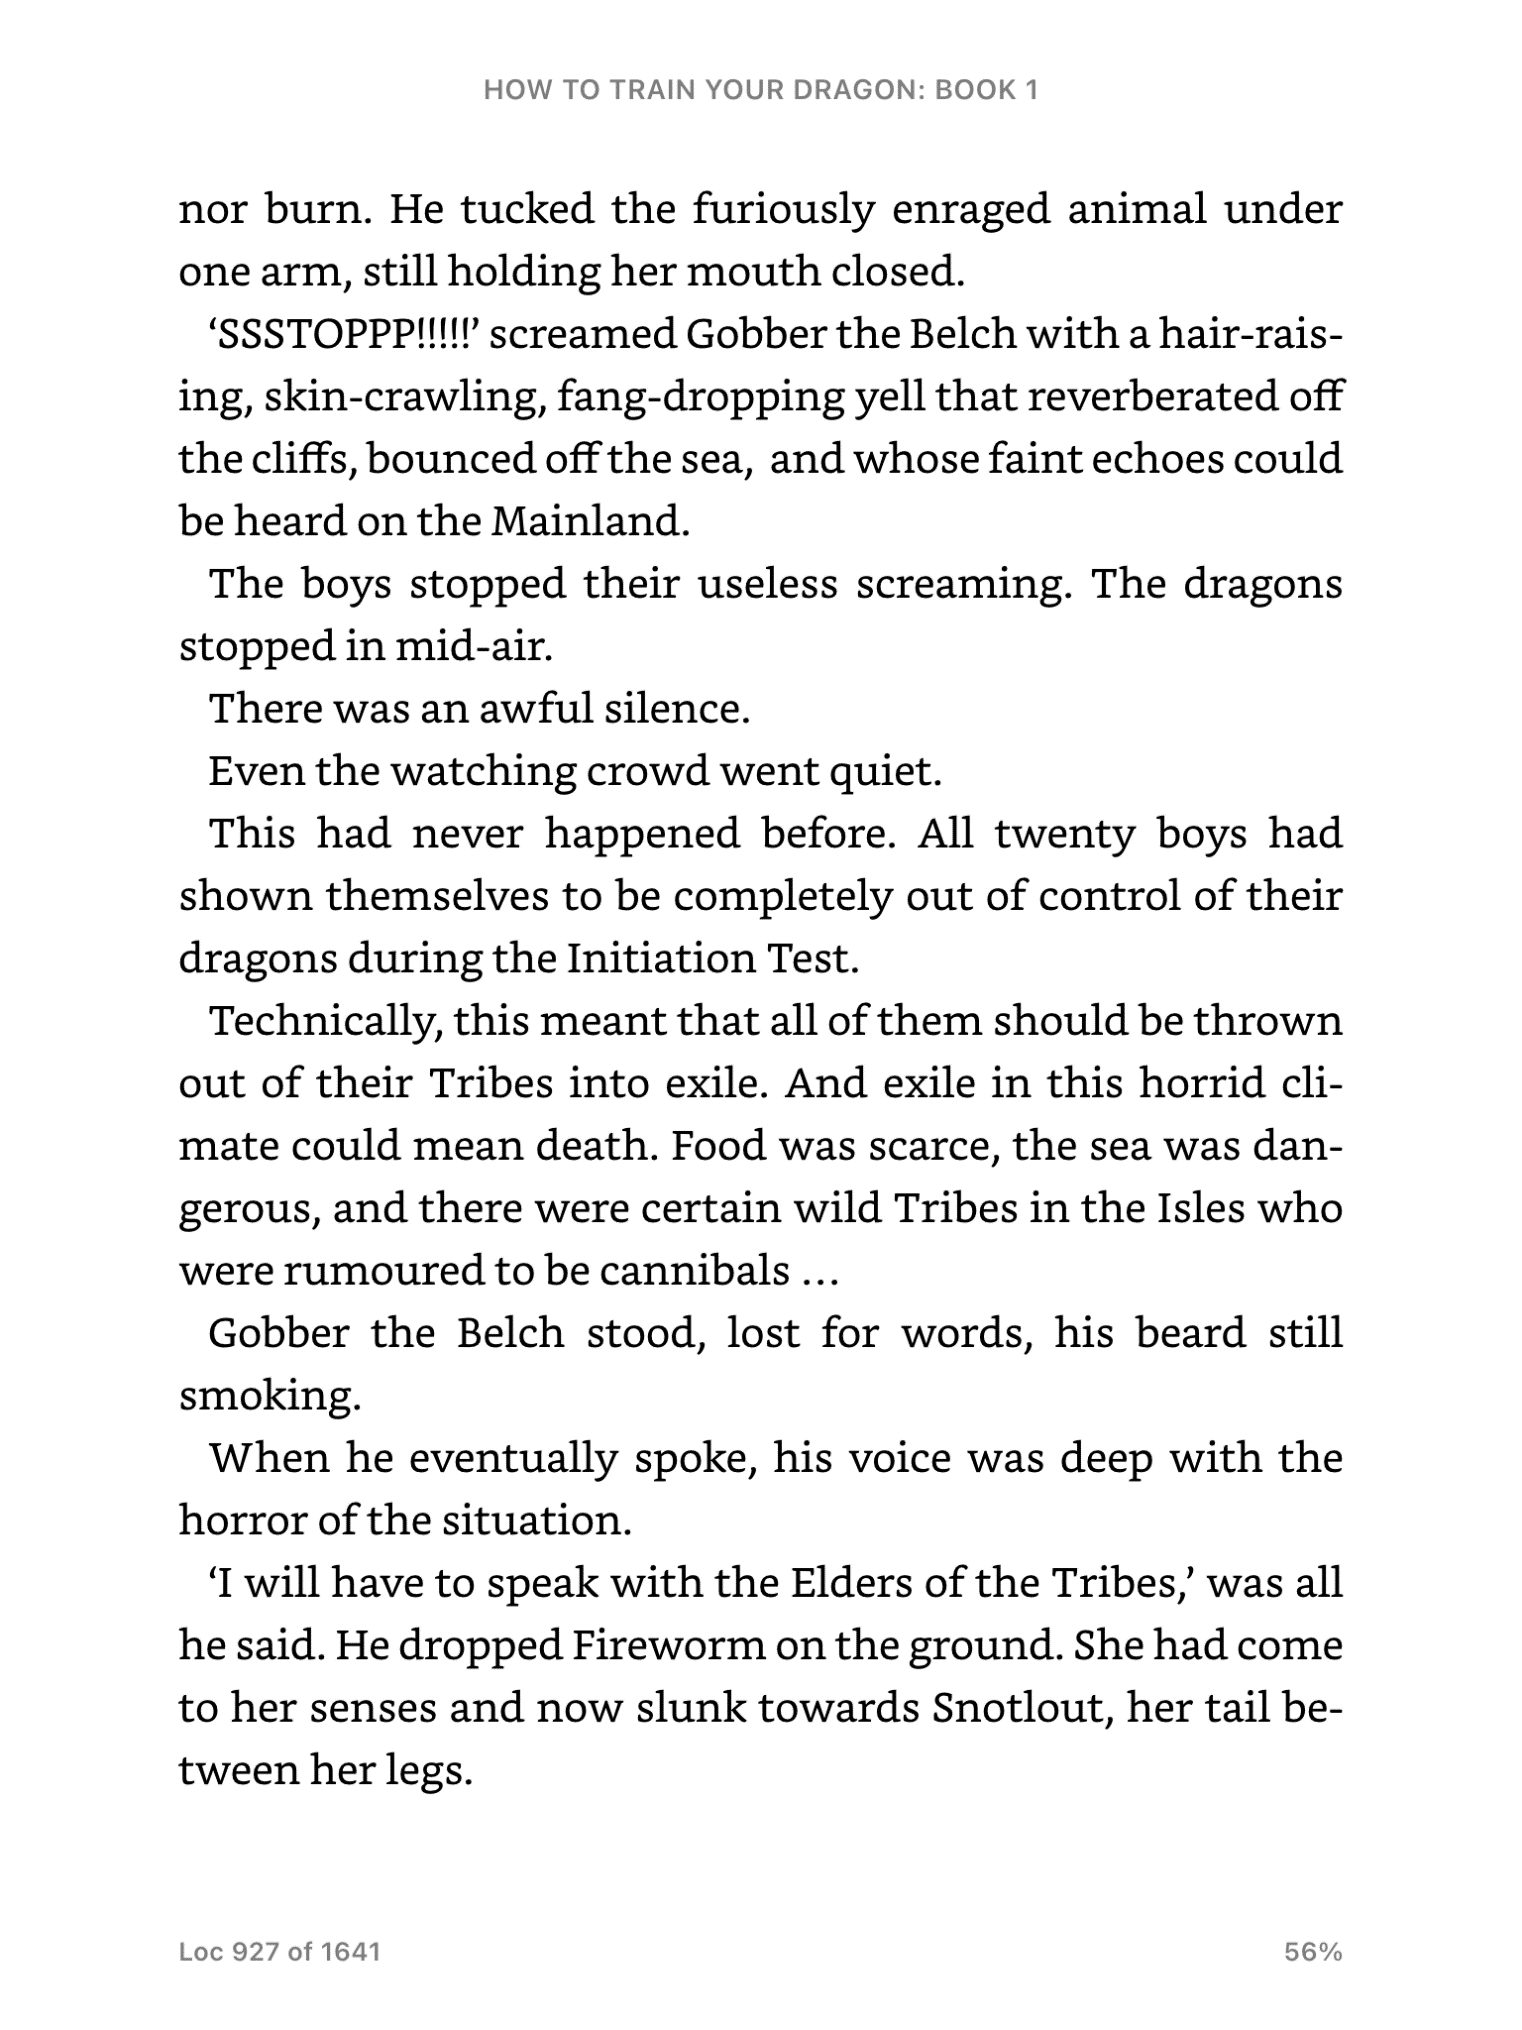 HOW TO TRAIN YOUR DRAGON: BOOK 1
nor burn. He tucked the furiously enraged animal under
one arm, still holding her mouth closed.
‘SSSTOPPP!!!!!’ screamed Gobber the Belch with a hair-rais-
ing, skin-crawling, fang-dropping yell that reverberated off
the cliffs, bounced off the sea, and whose faint echoes could
be heard on the Mainland.
The boys stopped their useless screaming. The dragons
stopped in mid-air.
There was an awful silence.
Even the watching crowd went quiet.
This had never happened before. All twenty boys had
shown themselves to be completely out of control of their
dragons during the Initiation Test.
Technically, this meant that all of them should be thrown
out of their Tribes into exile. And exile in this horrid cli-
mate could mean death. Food was scarce, the sea was dan-
gerous, and there were certain wild Tribes in the Isles who
were rumoured to be cannibals …
Gobber the Belch stood, lost for words, his beard still
smoking.
When he eventually spoke, his voice was deep with the
horror of the situation.
‘I will have to speak with the Elders of the Tribes,’ was all
he said. He dropped Fireworm on the ground. She had come
to her senses and now slunk towards Snotlout, her tail be-
tween her legs.
Loc 927 of 1641
56%